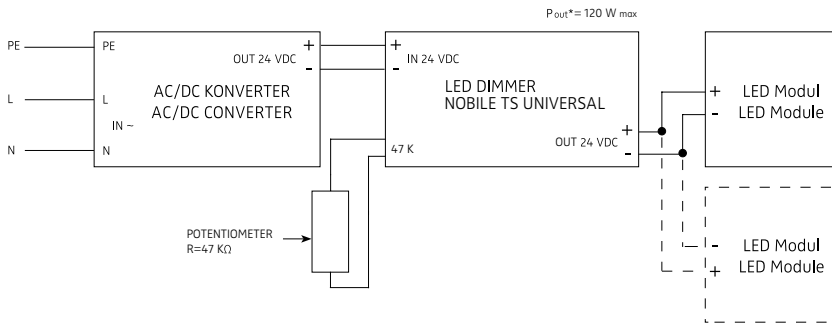 Pout*= 120 W max
PE
PE
OUT 24 VDC
+
-
+
-
IN 24 VDC
L
L
AC/DC KONVERTER
AC/DC CONVERTER
IN ~
N
N
LED DIMMER
NOBILE TS UNIVERSAL
47 K
OUT 24 VDC
+
-
+
-
LED Modul
LED Module
POTENTIOMETER
R=47 KΩ
-
+
LED Modul
LED Module